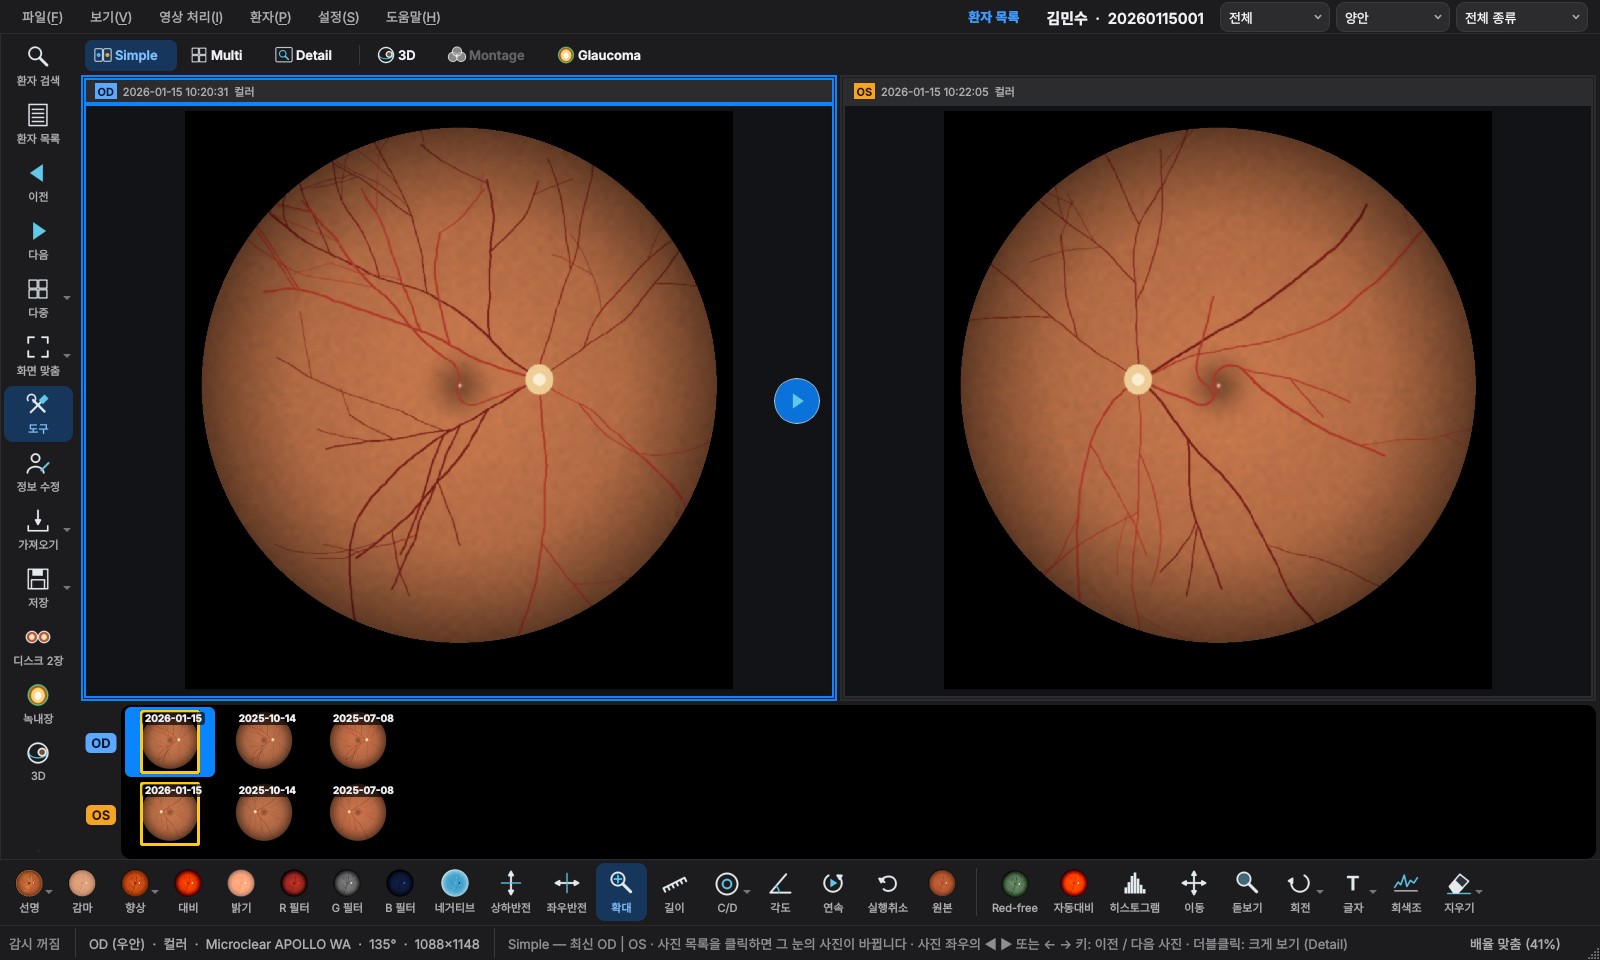 파일(F) 보기(V) 영상 처리(I) 환자(P) 설정(S) 도움말(H) 환자 목록 김민수 · 20260115001 전체 양안 전체 종류
Simple Multi Detail 3D Montage Glaucoma
환자 검색
환자 목록
이전
다음
다중
화면 맞춤
도구
정보 수정
가져오기
저장
디스크 2장
녹내장
3D
OD 2026-01-15 10:20:31 컬러
OS 2026-01-15 10:22:05 컬러
OD 2026-01-15 2025-10-14 2025-07-08
OS 2026-01-15 2025-10-14 2025-07-08
선명 감마 향상 대비 밝기 R 필터 G 필터 B 필터 네거티브 상하반전 좌우반전 확대 길이 C/D 각도 연속 실행취소 원본 Red-free 자동대비 히스토그램 이동 돋보기 회전 글자 회색조 지우기
감시 꺼짐 OD (우안) · 컬러 · Microclear APOLLO WA · 135° · 1088×1148 Simple — 최신 OD | OS · 사진 목록을 클릭하면 그 눈의 사진이 바뀝니다 · 사진 좌우의 ◀ ▶ 또는 ← → 키: 이전 / 다음 사진 · 더블클릭: 크게 보기 (Detail) 배율 맞춤 (41%)